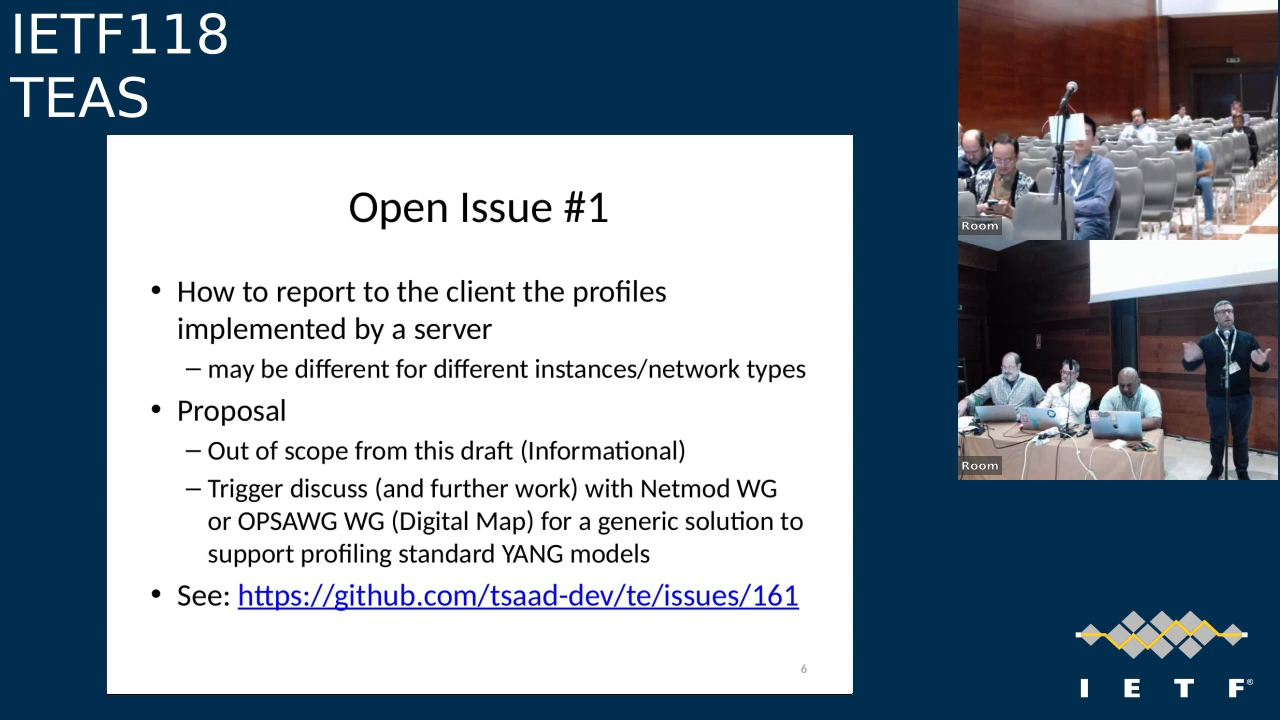 IETF118
TEAS
Open Issue #1
• How to report to the client the profiles
implemented by a server
– may be different for different instances/network types
• Proposal
– Out of scope from this draft (Informational)
– Trigger discuss (and further work) with Netmod WG
or OPSAWG WG (Digital Map) for a generic solution to
support profiling standard YANG models
• See: https://github.com/tsaad-dev/te/issues/161
6
Room
Room
I E T F®